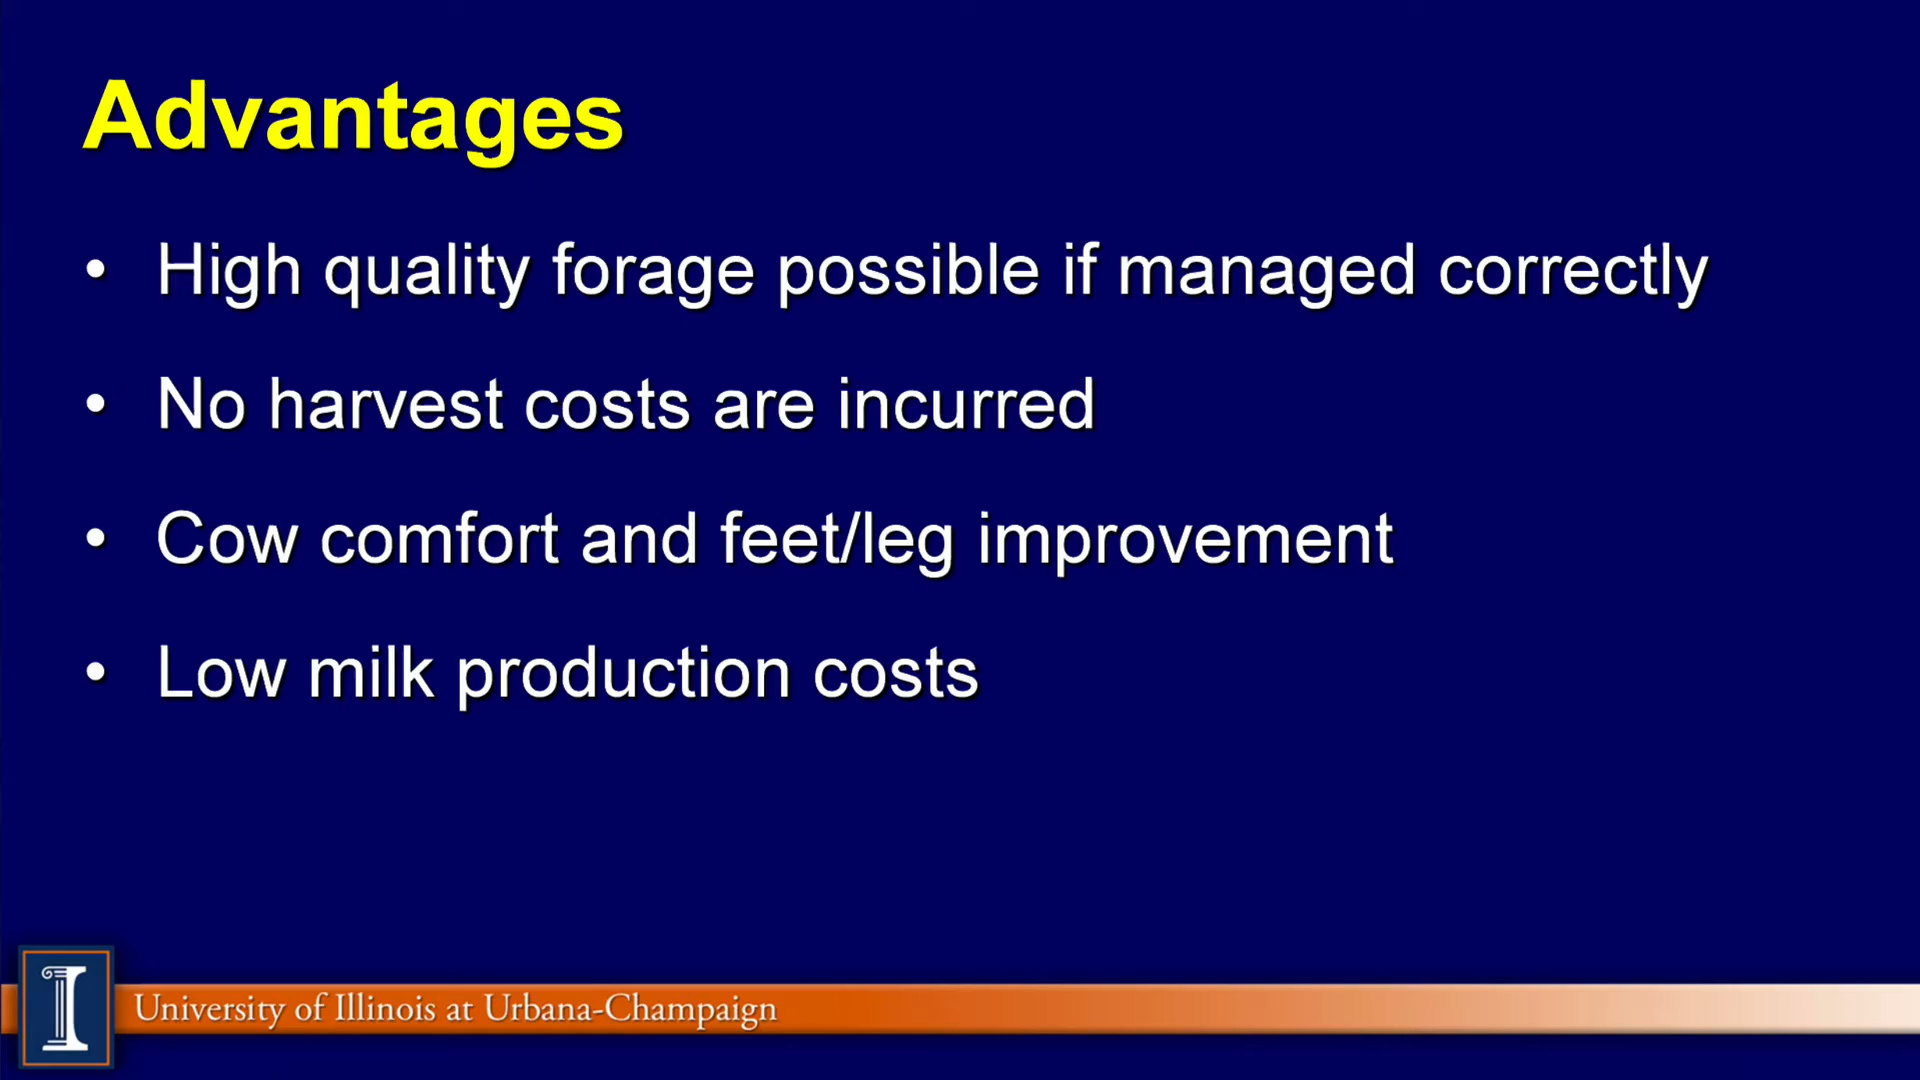 Advantages
• High quality forage possible if managed correctly
• No harvest costs are incurred
• Cow comfort and feet/leg improvement
• Low milk production costs
I
University of Illinois at Urbana-Champaign